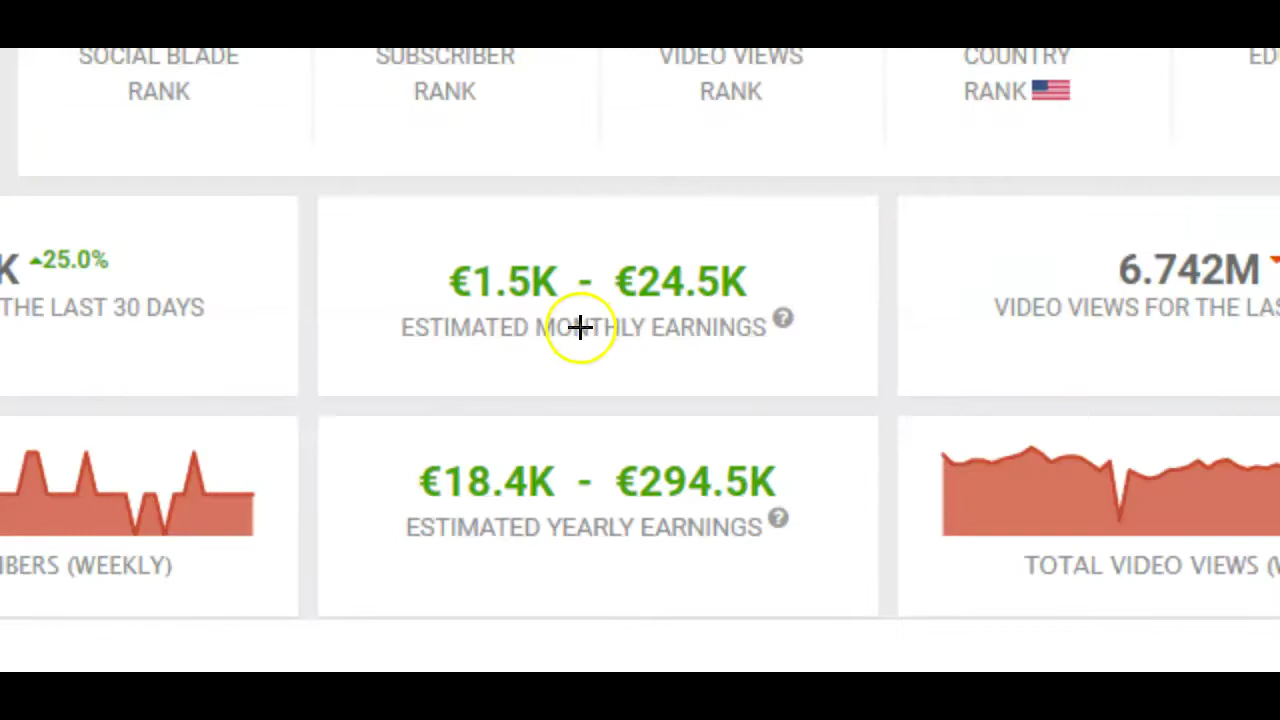 SOCIAL BLADE
RANK
SUBSCRIBER
RANK
VIDEO VIEWS
RANK
COUNTRY
RANK
ED
K 25.0%
THE LAST 30 DAYS
€1.5K - €24.5K
ESTIMATED MONTHLY EARNINGS ?
6.742M
VIDEO VIEWS FOR THE LAS
IBERS (WEEKLY)
€18.4K - €294.5K
ESTIMATED YEARLY EARNINGS ?
TOTAL VIDEO VIEWS (